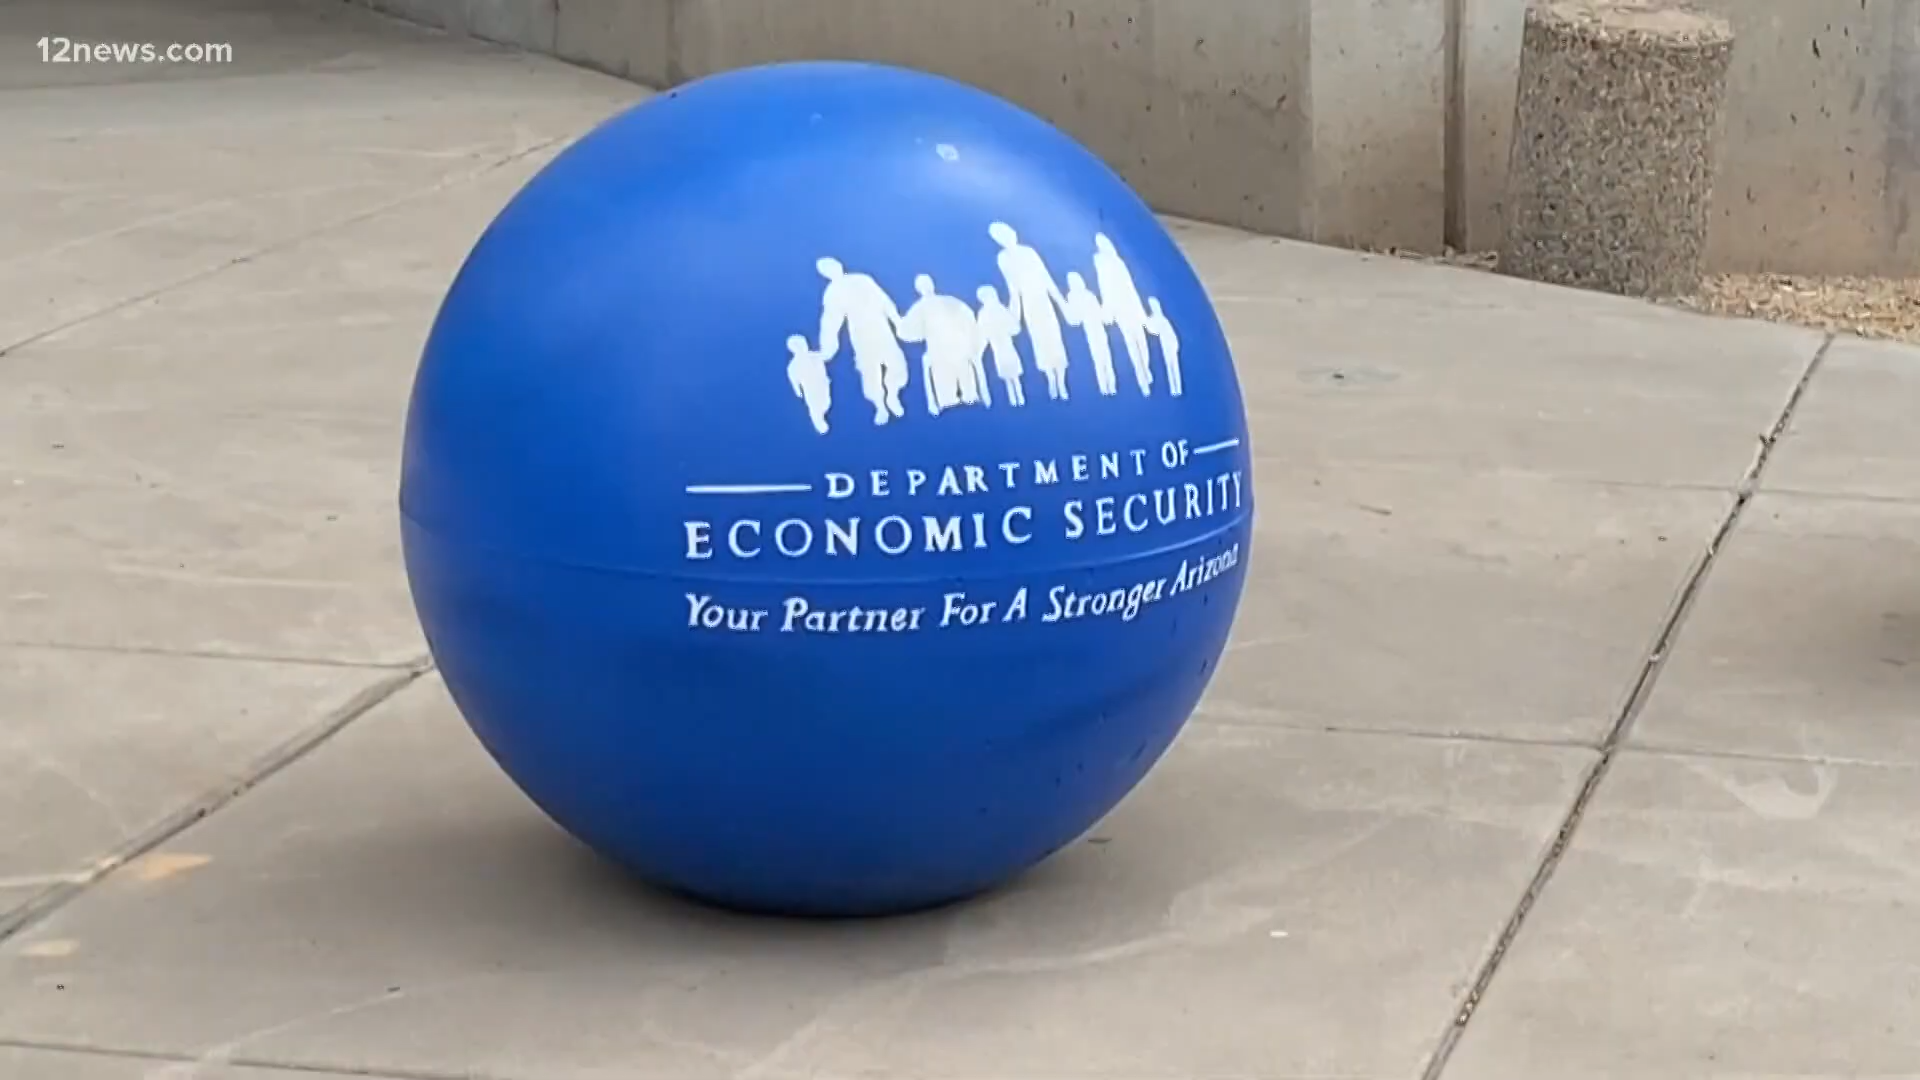 12news.com
DEPARTMENT OF
ECONOMIC SECURITY
Your Partner For A Stronger Arizona